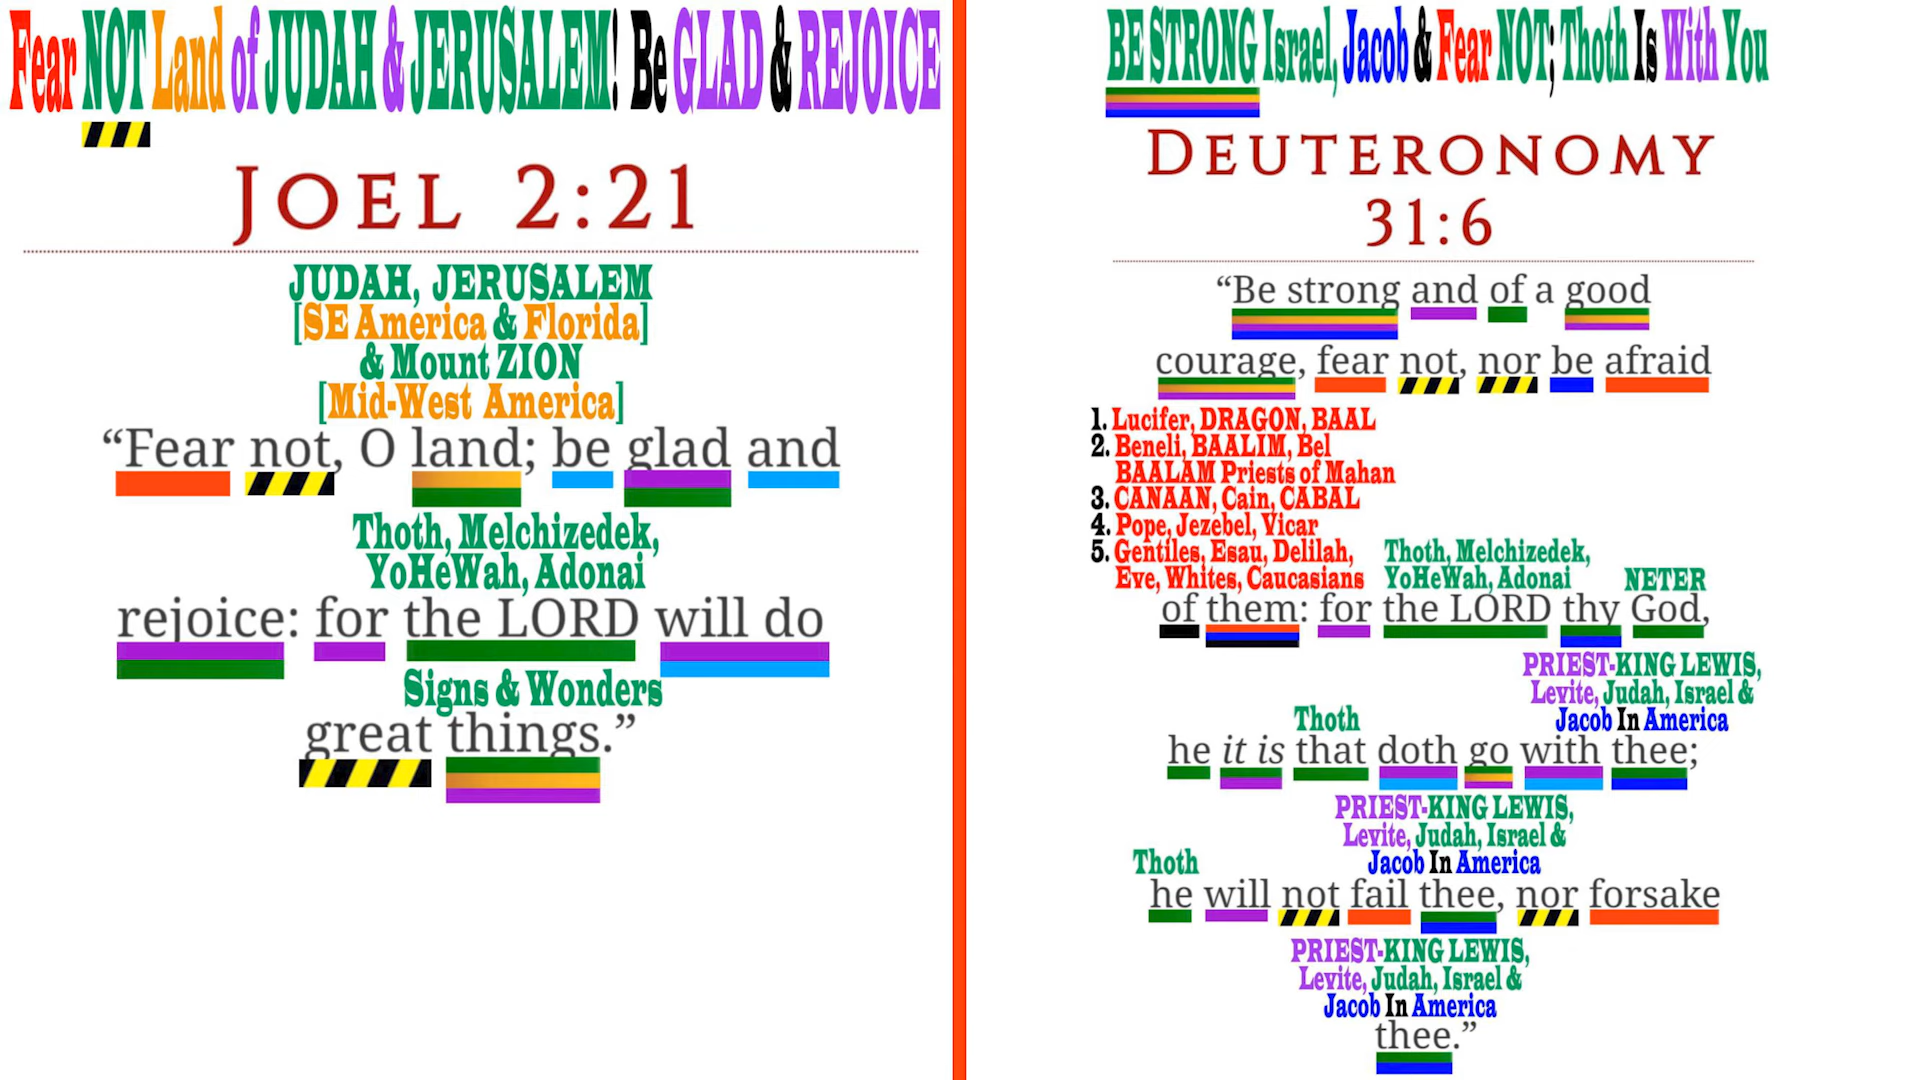 Fear NOT Land of JUDAH & JERUSALEM! Be GLAD & REJOICE
JOEL 2:21
JUDAH, JERUSALEM
[SE America & Florida]
& Mount ZION
[Mid-West America]
“Fear not, O land; be glad and
Thoth, Melchizedek,
YoHeWah, Adonai
rejoice: for the LORD will do
Signs & Wonders
great things.”
BE STRONG Israel, Jacob & Fear NOT; Thoth Is With You
DEUTERONOMY
31:6
“Be strong and of a good
courage, fear not, nor be afraid
1. Lucifer, DRAGON, BAAL
2. Beneli, BAALIM, Bel
BAALAM Priests of Mahan
3. CANAAN, Cain, CABAL
4. Pope, Jezebel, Vicar
5. Gentiles, Esau, Delilah,
Eve, Whites, Caucasians
Thoth, Melchizedek,
YoHeWah, Adonai
NETER
of them: for the LORD thy God,
PRIEST-KING LEWIS,
Levite, Judah, Israel &
Jacob In America
Thoth
he it is that doth go with thee;
PRIEST-KING LEWIS,
Levite, Judah, Israel &
Jacob In America
Thoth
he will not fail thee, nor forsake
PRIEST-KING LEWIS,
Levite, Judah, Israel &
Jacob In America
thee.”